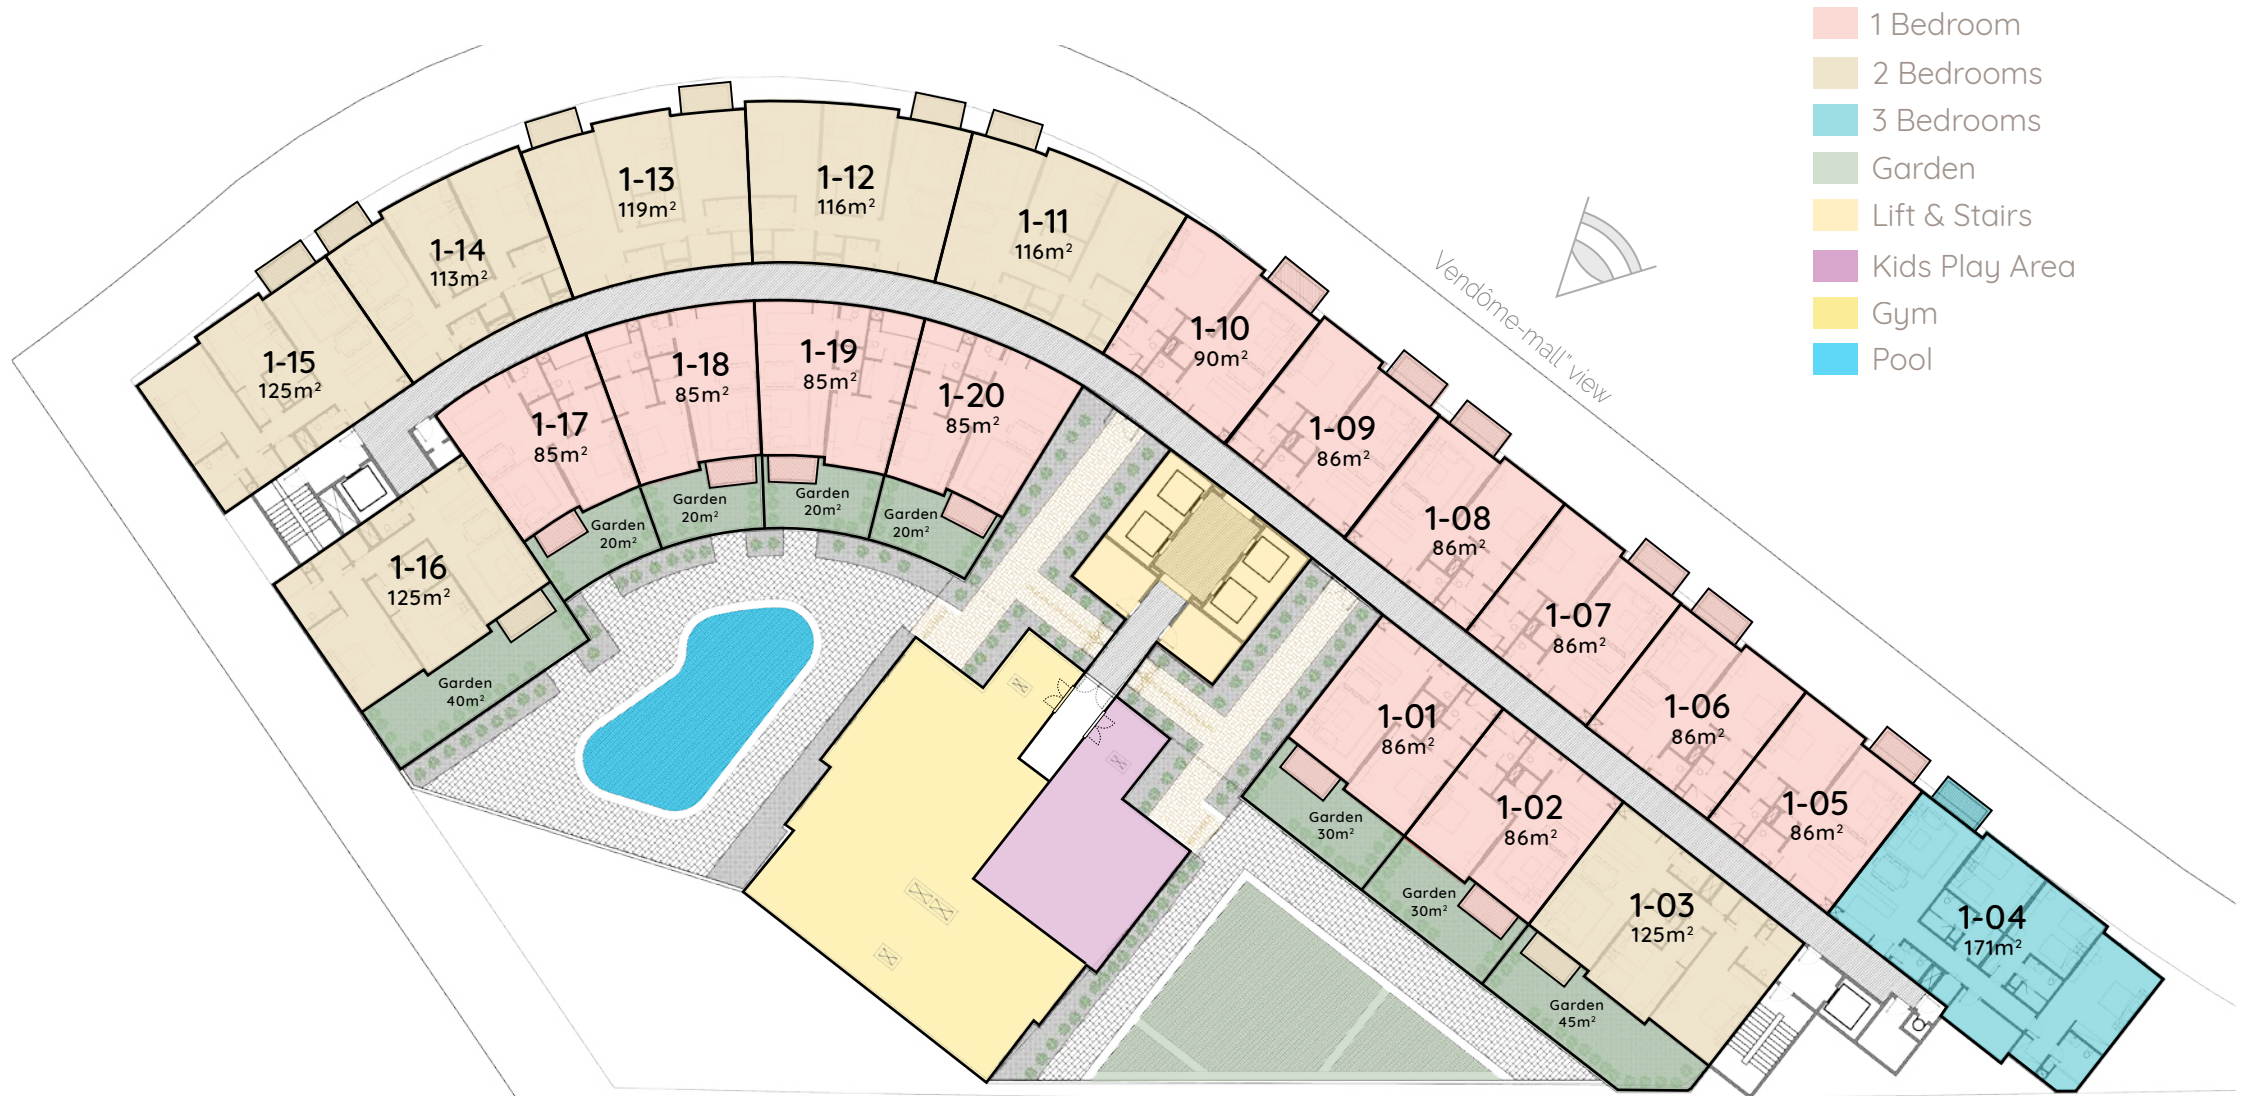 1 Bedroom
2 Bedrooms
3 Bedrooms
Garden
Lift & Stairs
Kids Play Area
Gym
Pool
Vendôme-mall" view
1-13
119m²
1-12
116m²
1-11
116m²
1-14
113m²
1-15
125m²
1-10
90m²
1-18
85m²
1-19
85m²
1-20
85m²
1-17
85m²
1-09
86m²
1-08
86m²
1-16
125m²
Garden
20m²
Garden
20m²
Garden
20m²
Garden
20m²
Garden
40m²
1-07
86m²
1-06
86m²
1-01
86m²
1-02
86m²
1-05
86m²
1-03
125m²
1-04
171m²
Garden
30m²
Garden
30m²
Garden
45m²